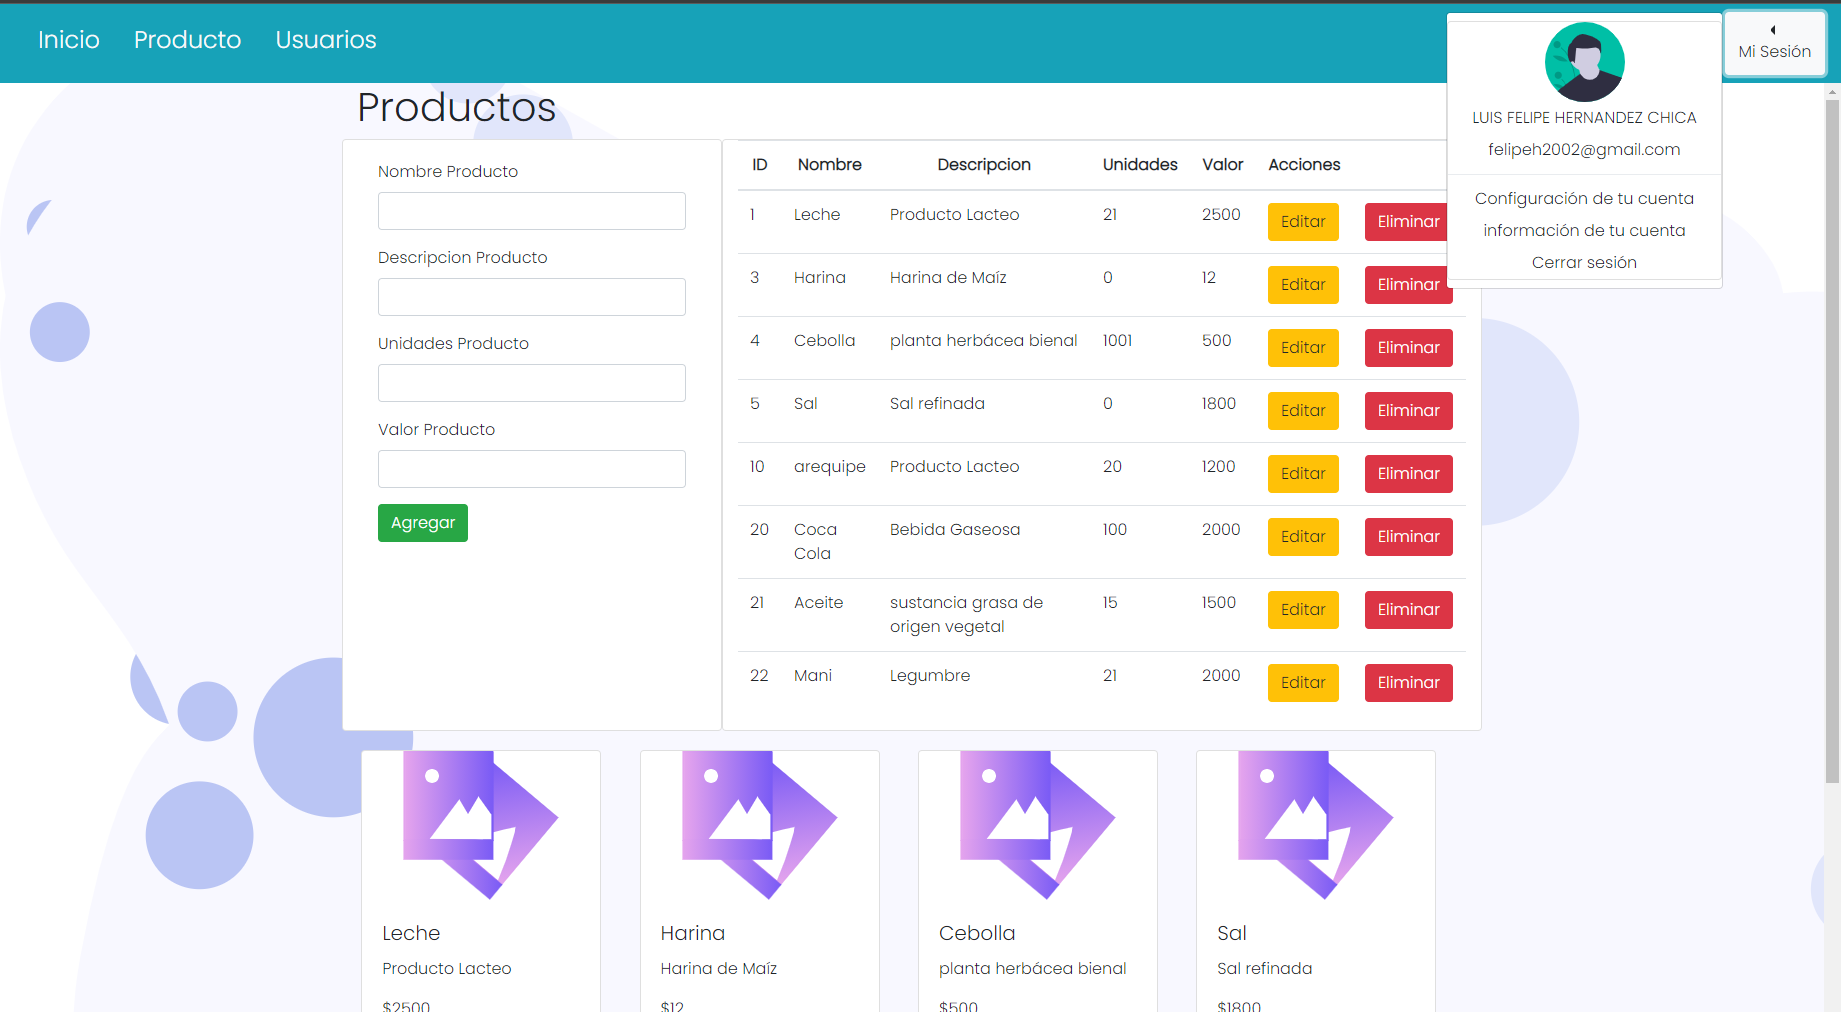 Inicio Producto Usuarios
Mi Sesión
LUIS FELIPE HERNANDEZ CHICA
felipeh2002@gmail.com
Configuración de tu cuenta
información de tu cuenta
Cerrar sesión
Productos
Nombre Producto
Descripcion Producto
Unidades Producto
Valor Producto
Agregar
ID Nombre Descripcion Unidades Valor Acciones
1 Leche Producto Lacteo 21 2500 Editar Eliminar
3 Harina Harina de Maíz 0 12 Editar Eliminar
4 Cebolla planta herbácea bienal 1001 500 Editar Eliminar
5 Sal Sal refinada 0 1800 Editar Eliminar
10 arequipe Producto Lacteo 20 1200 Editar Eliminar
20 Coca Bebida Gaseosa 100 2000 Editar Eliminar
Cola
21 Aceite sustancia grasa de 15 1500 Editar Eliminar
origen vegetal
22 Mani Legumbre 21 2000 Editar Eliminar
Leche
Producto Lacteo
$2500
Harina
Harina de Maíz
$12
Cebolla
planta herbácea bienal
$500
Sal
Sal refinada
$1800